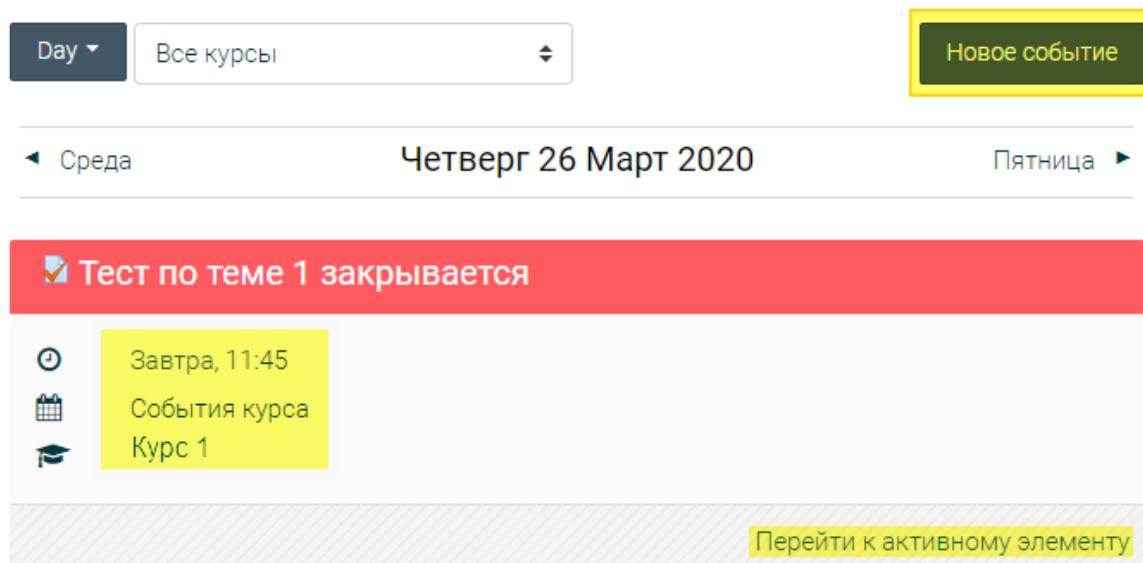 Day
Все курсы
Новое событие
Среда
Четверг 26 Март 2020
Пятница
Тест по теме 1 закрывается
Завтра, 11:45
События курса
Курс 1
Перейти к активному элементу